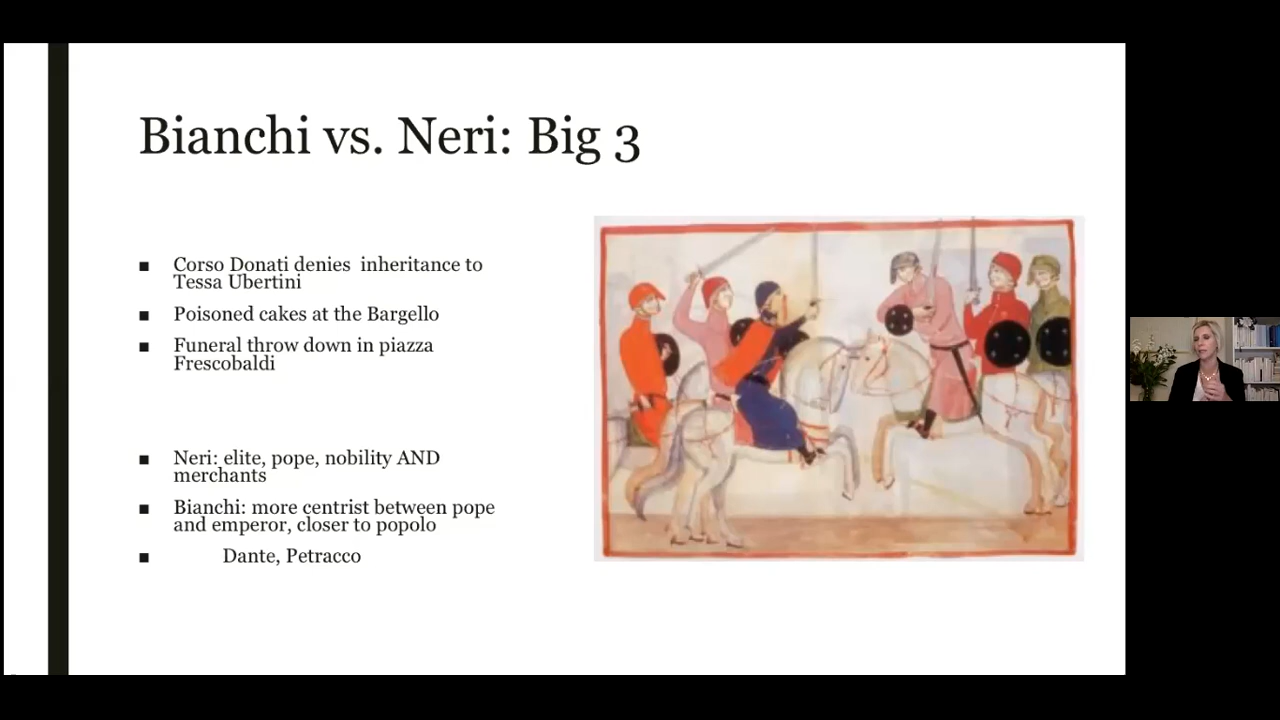 Bianchi vs. Neri: Big 3
Corso Donati denies inheritance to
Tessa Ubertini
Poisoned cakes at the Bargello
Funeral throw down in piazza
Frescobaldi
Neri: elite, pope, nobility AND
merchants
Bianchi: more centrist between pope
and emperor, closer to popolo
Dante, Petracco